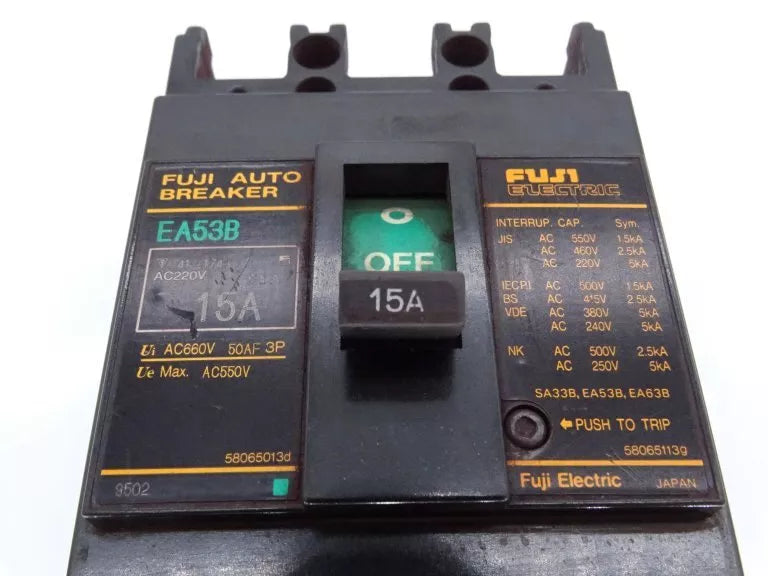 FUJI AUTO
BREAKER
EA53B
AC220V
15A
Ui AC660V 50AF 3P
Ue Max. AC550V
58065013d
9502
O
OFF
15A
FUJI
ELECTRIC
INTERRUP. CAP. Sym.
JIS AC 550V 1.5kA
AC 460V 2.5kA
AC 220V 5kA
IECP.I AC 500V 1.5kA
BS AC 415V 2.5kA
VDE AC 380V 5kA
AC 240V 5kA
NK AC 500V 2.5kA
AC 250V 5kA
SA33B, EA53B, EA63B
←PUSH TO TRIP
58065113g
Fuji Electric JAPAN